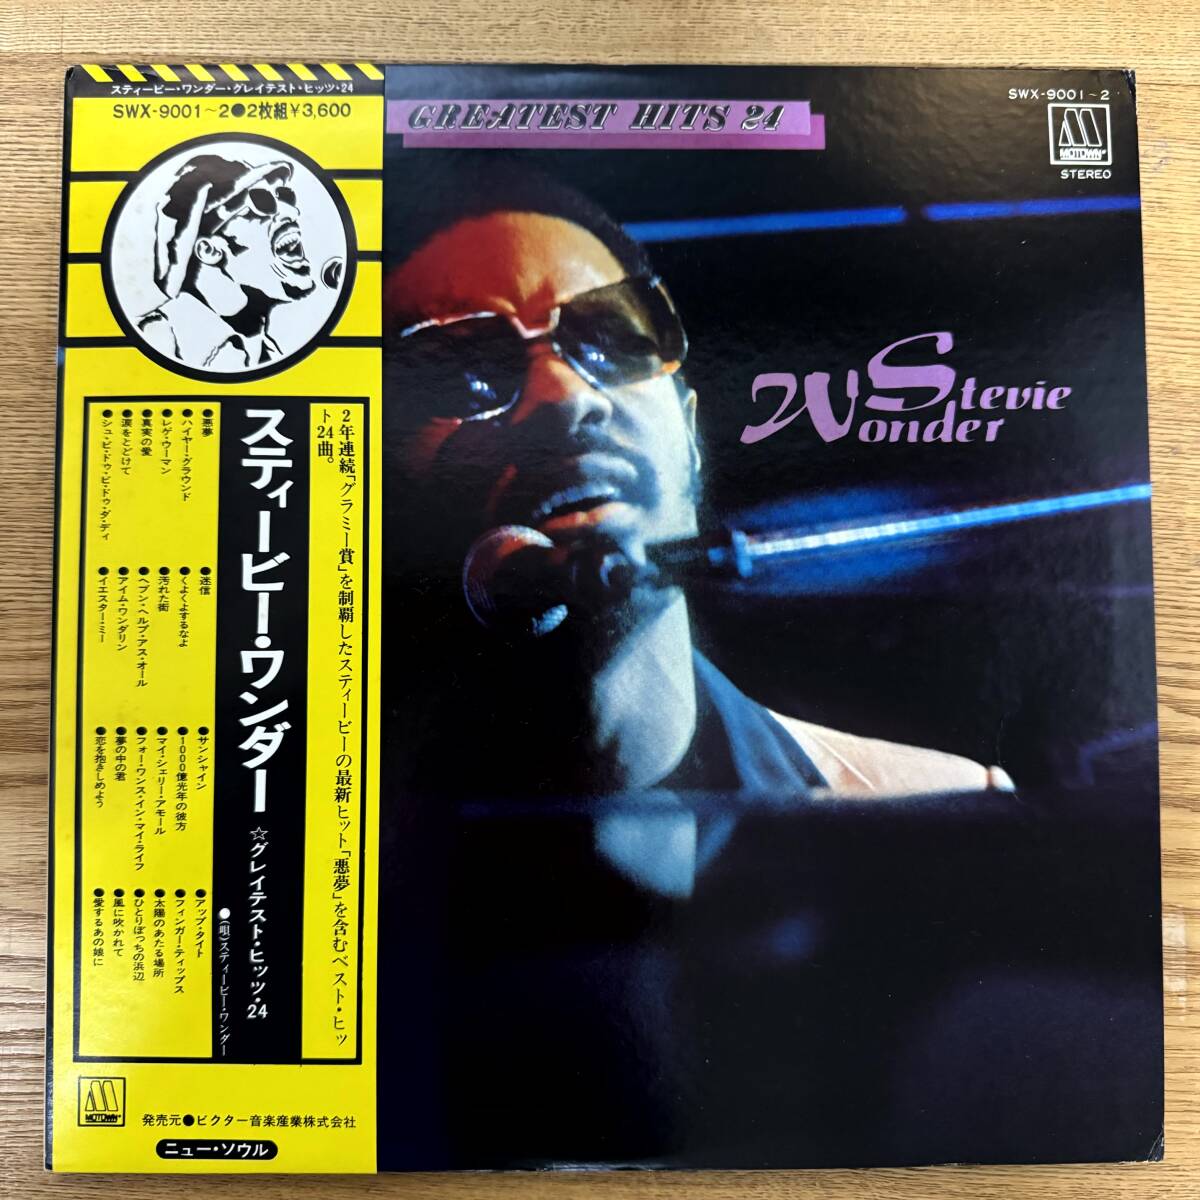 スティービー・ワンダー・グレイテスト・ヒッツ・24
SWX-9001~2●2枚組¥3,600
GREATEST HITS 24
SWX-9001~2
MOTOWN
STEREO
Stevie
Wonder
2年連続「グラミー賞」を制覇したスティービーの最新ヒット「悪夢」を含むベスト・ヒッ
ト24曲。
スティービー・ワンダー☆グレイテスト・ヒッツ・24
●(唄)スティービー・ワンダー
●悪夢
●ハイヤー・グラウンド
●レゲ・ウーマン
●真実の愛
●涙をとどけて
●シュ・ビ・ドゥ・ビ・ドゥ・ダ・デイ
●迷信
●くよくよするなよ
●汚れた街
●ヘブン・ヘルプ・アス・オール
●アイム・ワンダリン
●イエスター・ミー
●サンシャイン
●1000億光年の彼方
●マイ・シェリー・アモール
●フォー・ワンス・イン・マイ・ライフ
●夢の中の君
●恋を抱きしめよう
●アップ・タイト
●フィンガー・ティップス
●太陽のあたる場所
●ひとりぼっちの浜辺
●風に吹かれて
●愛するあの娘に
MOTOWN
発売元●ビクター音楽産業株式会社
ニュー・ソウル